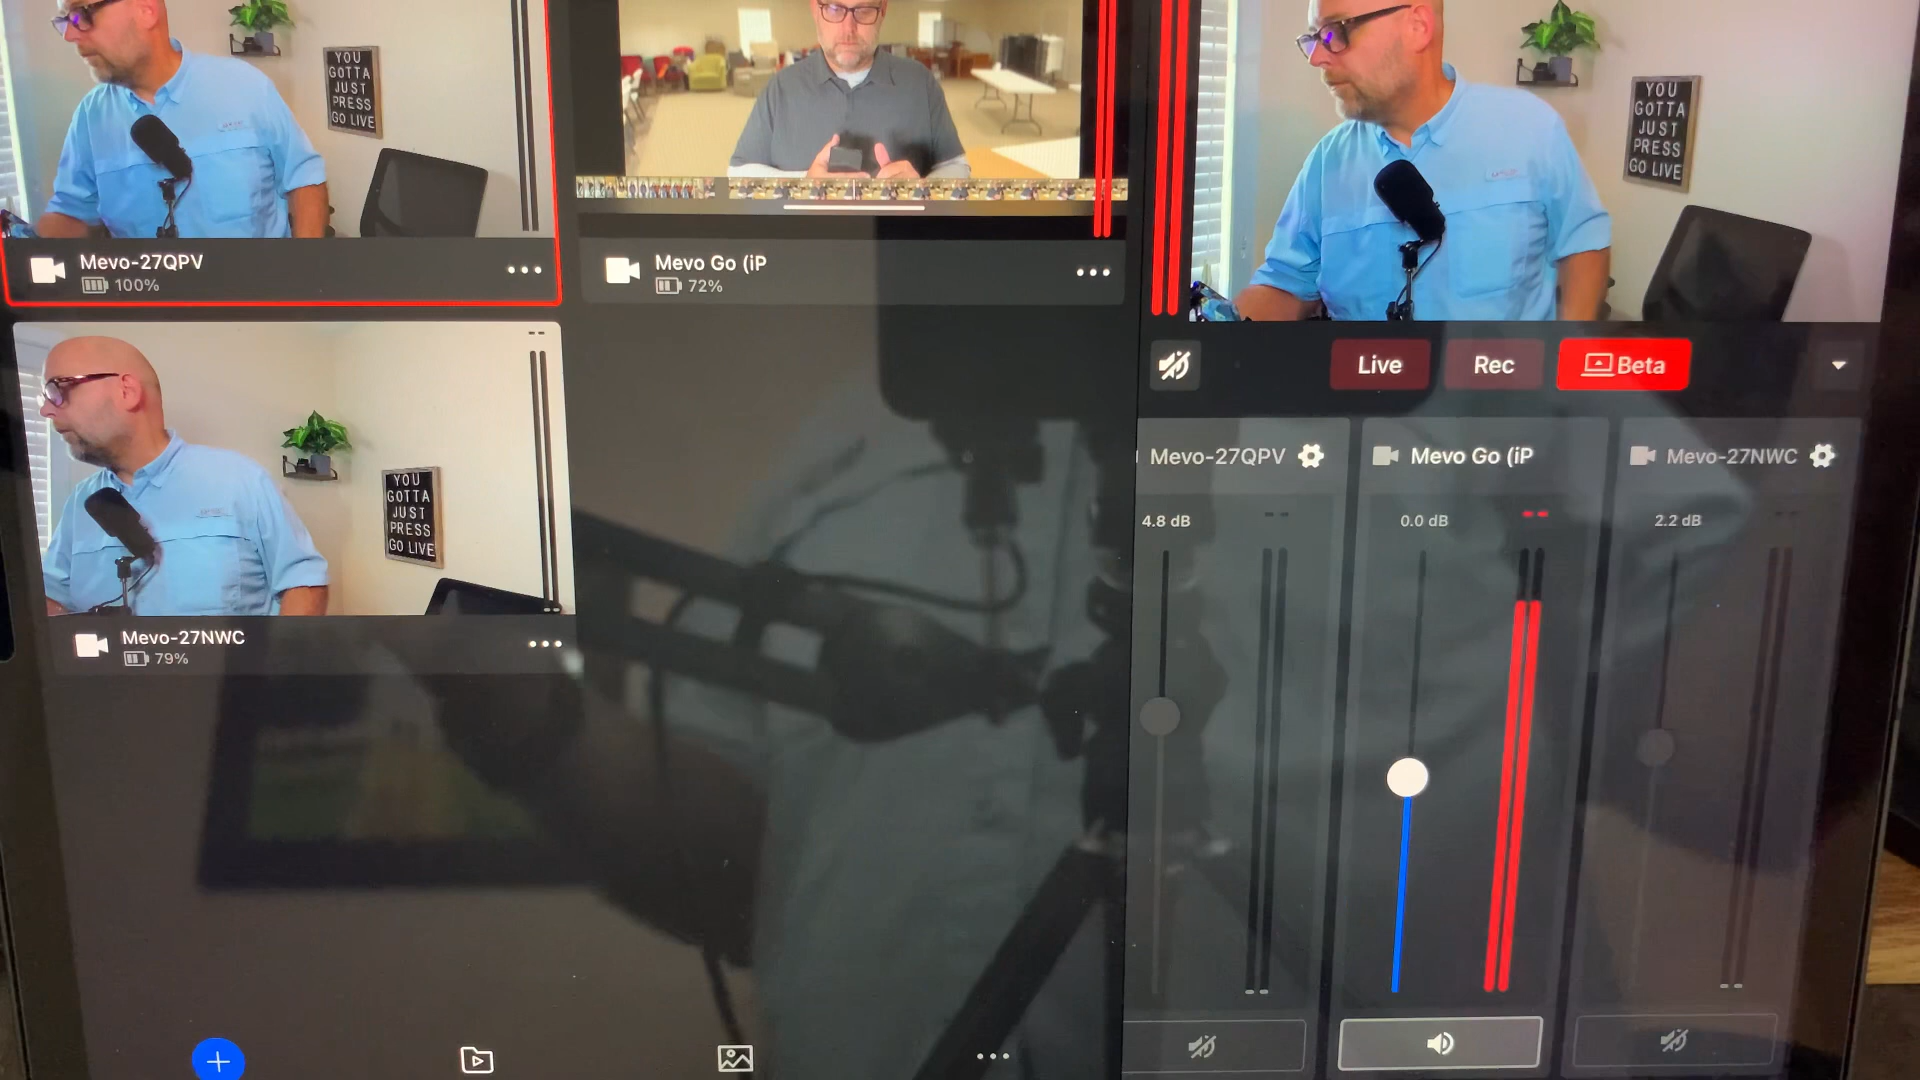 YOU
GOTTA
JUST
PRESS
GO LIVE
YOU
GOTTA
JUST
PRESS
GO LIVE
Mevo-27QPV
100%
Mevo Go (iP
72%
Live
Rec
Beta
YOU
GOTTA
JUST
PRESS
GO LIVE
Mevo-27NWC
79%
Mevo-27QPV
Mevo Go (iP
Mevo-27NWC
4.8 dB
0.0 dB
2.2 dB